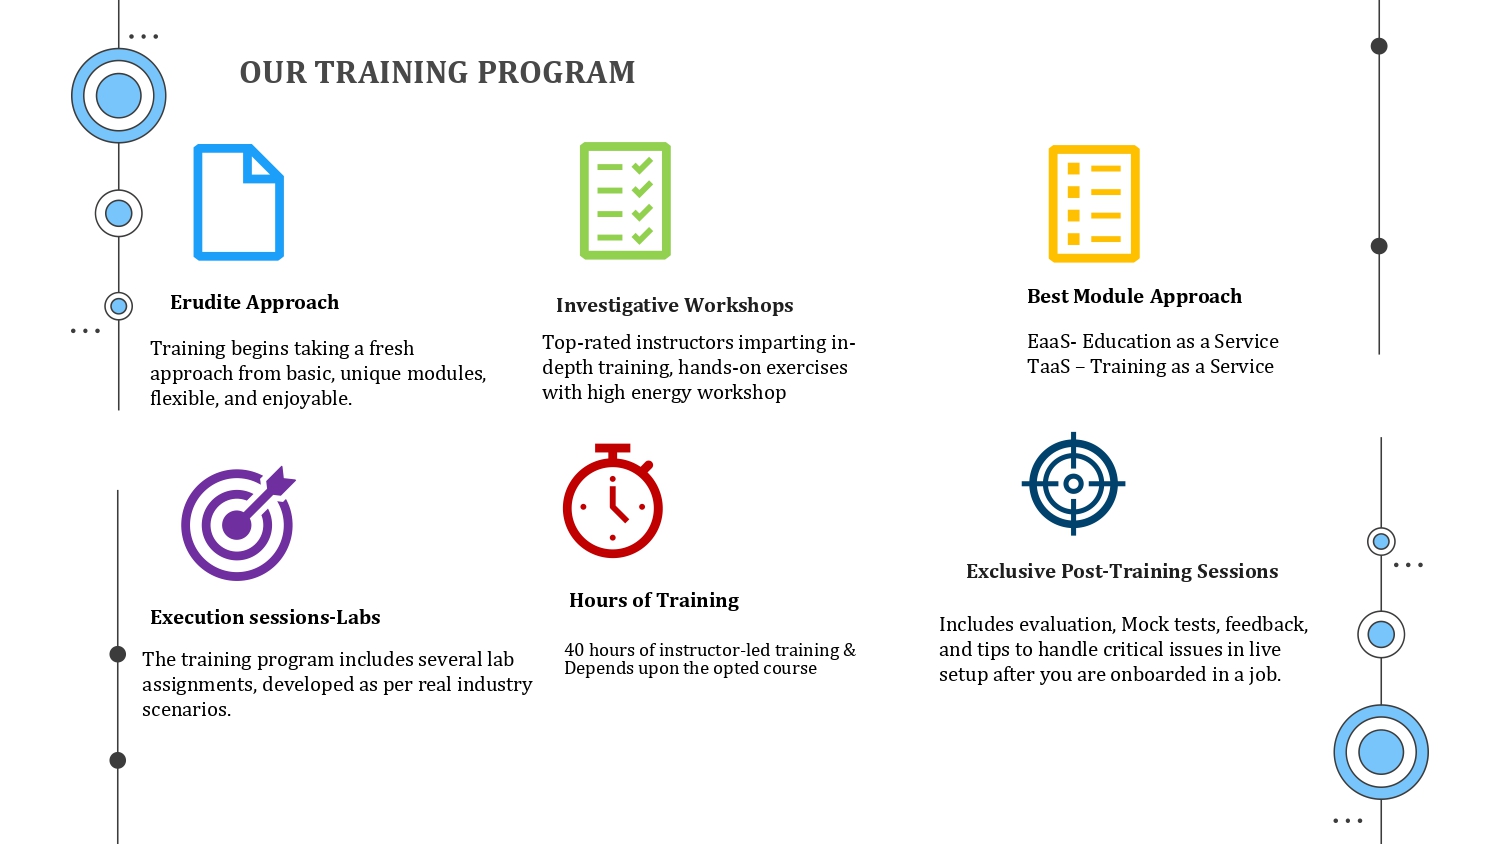 OUR TRAINING PROGRAM
Erudite Approach
Training begins taking a fresh
approach from basic, unique modules,
flexible, and enjoyable.
Investigative Workshops
Top-rated instructors imparting in-
depth training, hands-on exercises
with high energy workshop
Best Module Approach
EaaS- Education as a Service
TaaS – Training as a Service
Execution sessions-Labs
The training program includes several lab
assignments, developed as per real industry
scenarios.
Hours of Training
40 hours of instructor-led training &
Depends upon the opted course
Exclusive Post-Training Sessions
Includes evaluation, Mock tests, feedback,
and tips to handle critical issues in live
setup after you are onboarded in a job.